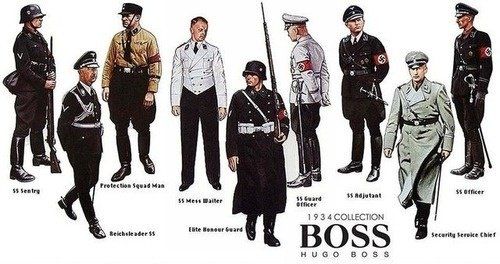 SS Sentry
Protection Squad Man
SS Mess Waiter
SS Guard
Officer
SS Adjutant
SS Officer
Reichsleader SS
Elite Honour Guard
1934 COLLECTION
BOSS
HUGO BOSS
Security Service Chief